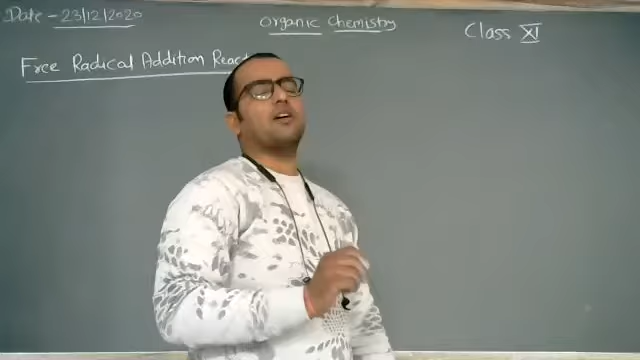 Date - 23/12/2020
Organic Chemistry
Class XI
Free Radical Addition React